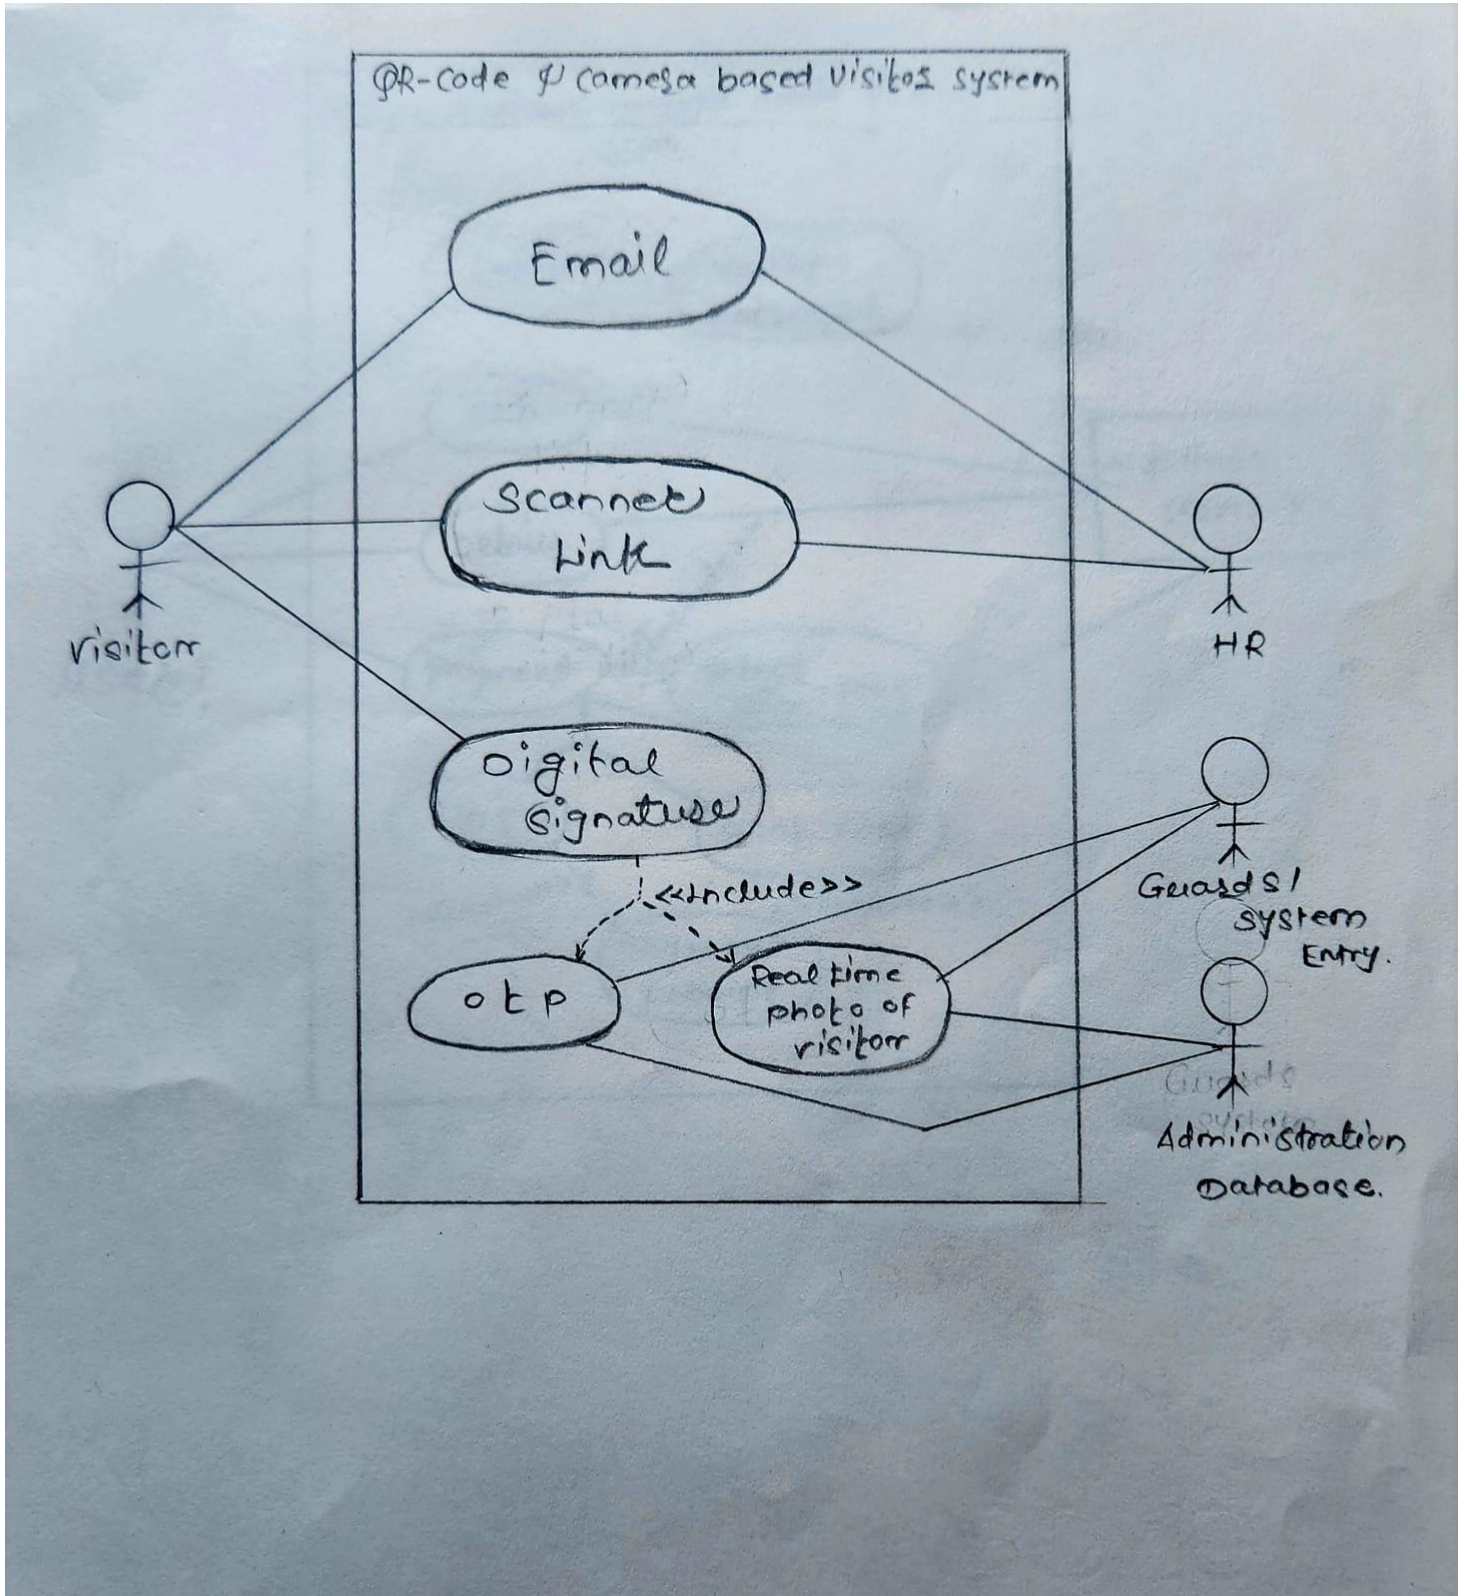 QR-Code & camera based visitor system
Email
Scanner
Link
visitor
HR
Digital
signature
<<include>>
Guards/
system
Entry.
otp
Real time
photo of
visitor
Guards
Administration
Database.